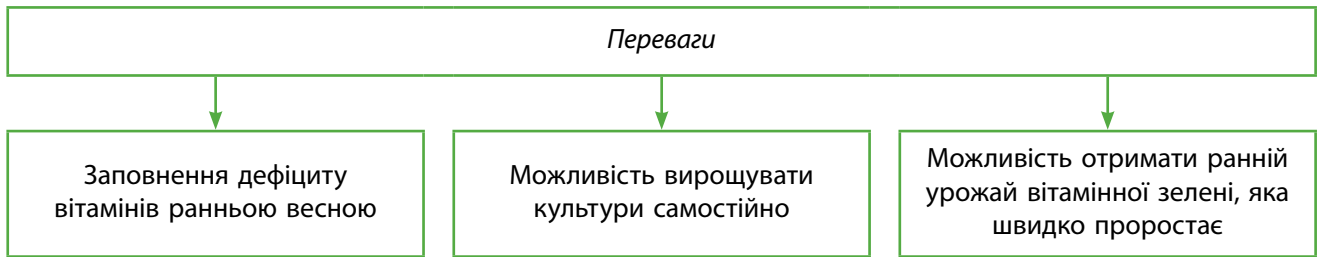 Переваги
Заповнення дефіциту
вітамінів ранньою весною
Можливість вирощувати
культури самостійно
Можливість отримати ранній
урожай вітамінної зелені, яка
швидко проростає